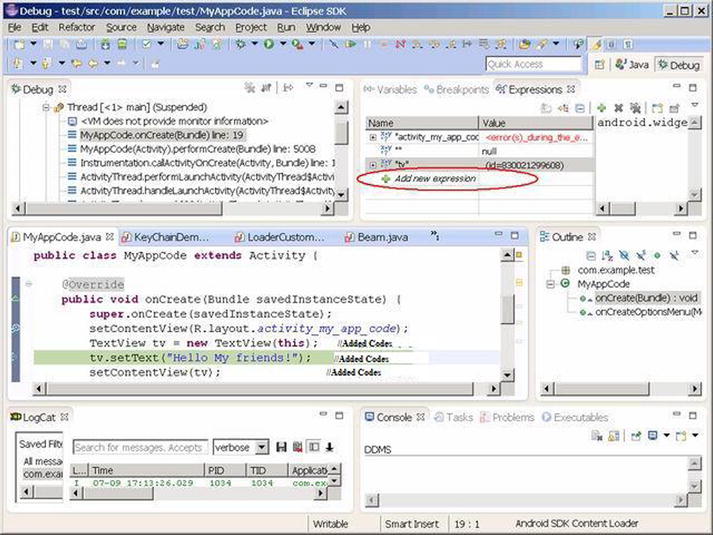 Debug - test/src/com/example/test/MyAppCode.java - Eclipse SDK
File Edit Refactor Source Navigate Search Project Run Window Help
Quick Access
Java Debug
Debug
Thread [<1> main] (Suspended)
<VM does not provide monitor information>
MyAppCode.onCreate(Bundle) line: 19
MyAppCode(Activity).performCreate(Bundle) line: 5008
Instrumentation.callActivityOnCreate(Activity, Bundle) line: 1
ActivityThread.performLaunchActivity(ActivityThread$Activity
ActivityThread.handleLaunchActivity(ActivityThread$Activit
Variables Breakpoints Expressions
Name Value
"activity_my_app_cod <error(s)_during_the_e...
"" null
"tv" (id=830021299608)
Add new expression
android.widge
MyAppCode.java KeyChainDem... LoaderCustom... Beam.java »1
public class MyAppCode extends Activity {
@Override
public void onCreate(Bundle savedInstanceState) {
super.onCreate(savedInstanceState);
setContentView(R.layout.activity_my_app_code);
TextView tv = new TextView(this); //Added Codes
tv.setText("Hello My friends!"); //Added Codes
setContentView(tv); //Added Codes
Outline
com.example.test
MyAppCode
onCreate(Bundle) : void
onCreateOptionsMenu(M
LogCat
Saved Filte
All messa
com.exa
Search for messages. Accepts verbose
L... Time PID TID Applicati
I 07-09 17:13:26.029 1034 1034 com.ex
Console Tasks Problems Executables
DDMS
Writable Smart Insert 19 : 1 Android SDK Content Loader